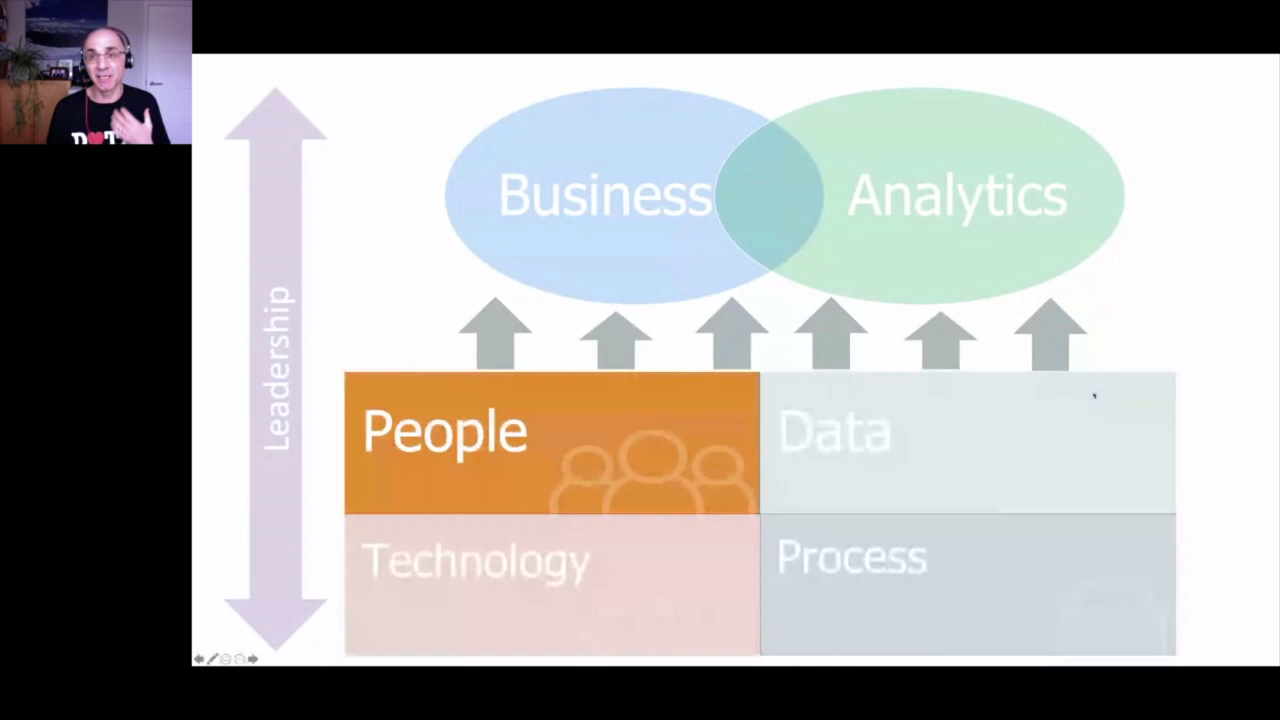 Business
Analytics
Leadership
People
Data
Technology
Process